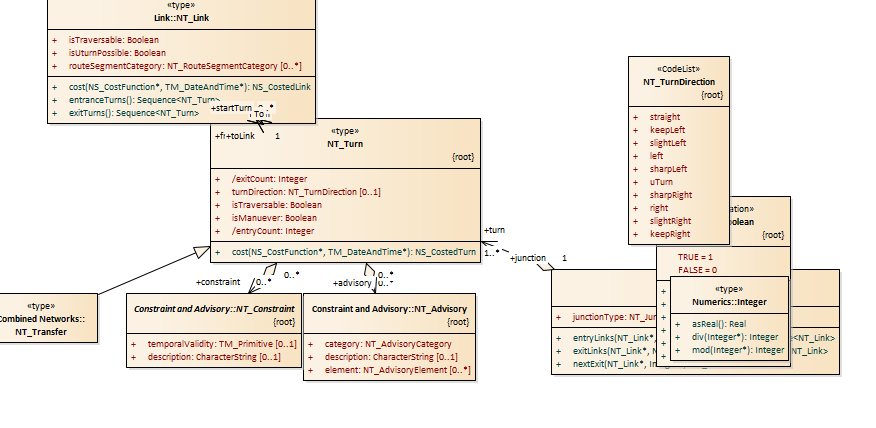 «type»
Link::NT_Link
+ isTraversable: Boolean
+ isUturnPossible: Boolean
+ routeSegmentCategory: NT_RouteSegmentCategory [0..*]
+ cost(NS_CostFunction*, TM_DateAndTime*): NS_CostedLink
+ entranceTurns(): Sequence<NT_Turn>
+ exitTurns(): Sequence<NT_Turn>
+startTurn
+toLink 1
«type»
NT_Turn
{root}
+ /exitCount: Integer
+ turnDirection: NT_TurnDirection [0..1]
+ isTraversable: Boolean
+ isManuever: Boolean
+ /entryCount: Integer
+ cost(NS_CostFunction*, TM_DateAndTime*): NS_CostedTurn
+turn
1..*
+junction 1
+constraint 0..* 0..*
+advisory 0..* 0..*
«type»
Combined Networks::
NT_Transfer
Constraint and Advisory::NT_Constraint
{root}
+ temporalValidity: TM_Primitive [0..1]
+ description: CharacterString [0..1]
Constraint and Advisory::NT_Advisory
{root}
+ category: NT_AdvisoryCategory
+ description: CharacterString [0..1]
+ element: NT_AdvisoryElement [0..*]
«CodeList»
NT_TurnDirection
{root}
+ straight
+ keepLeft
+ slightLeft
+ left
+ sharpLeft
+ uTurn
+ sharpRight
+ right
+ slightRight
+ keepRight
{root}
TRUE = 1
FALSE = 0
+ junctionType:
+ entryLinks(NT_Link*, <NT_Link>
+ exitLinks(NT_Link*, NT_Link>
+ nextExit(NT_Link*,
«type»
Numerics::Integer
+ asReal(): Real
+ div(Integer*): Integer
+ mod(Integer*): Integer